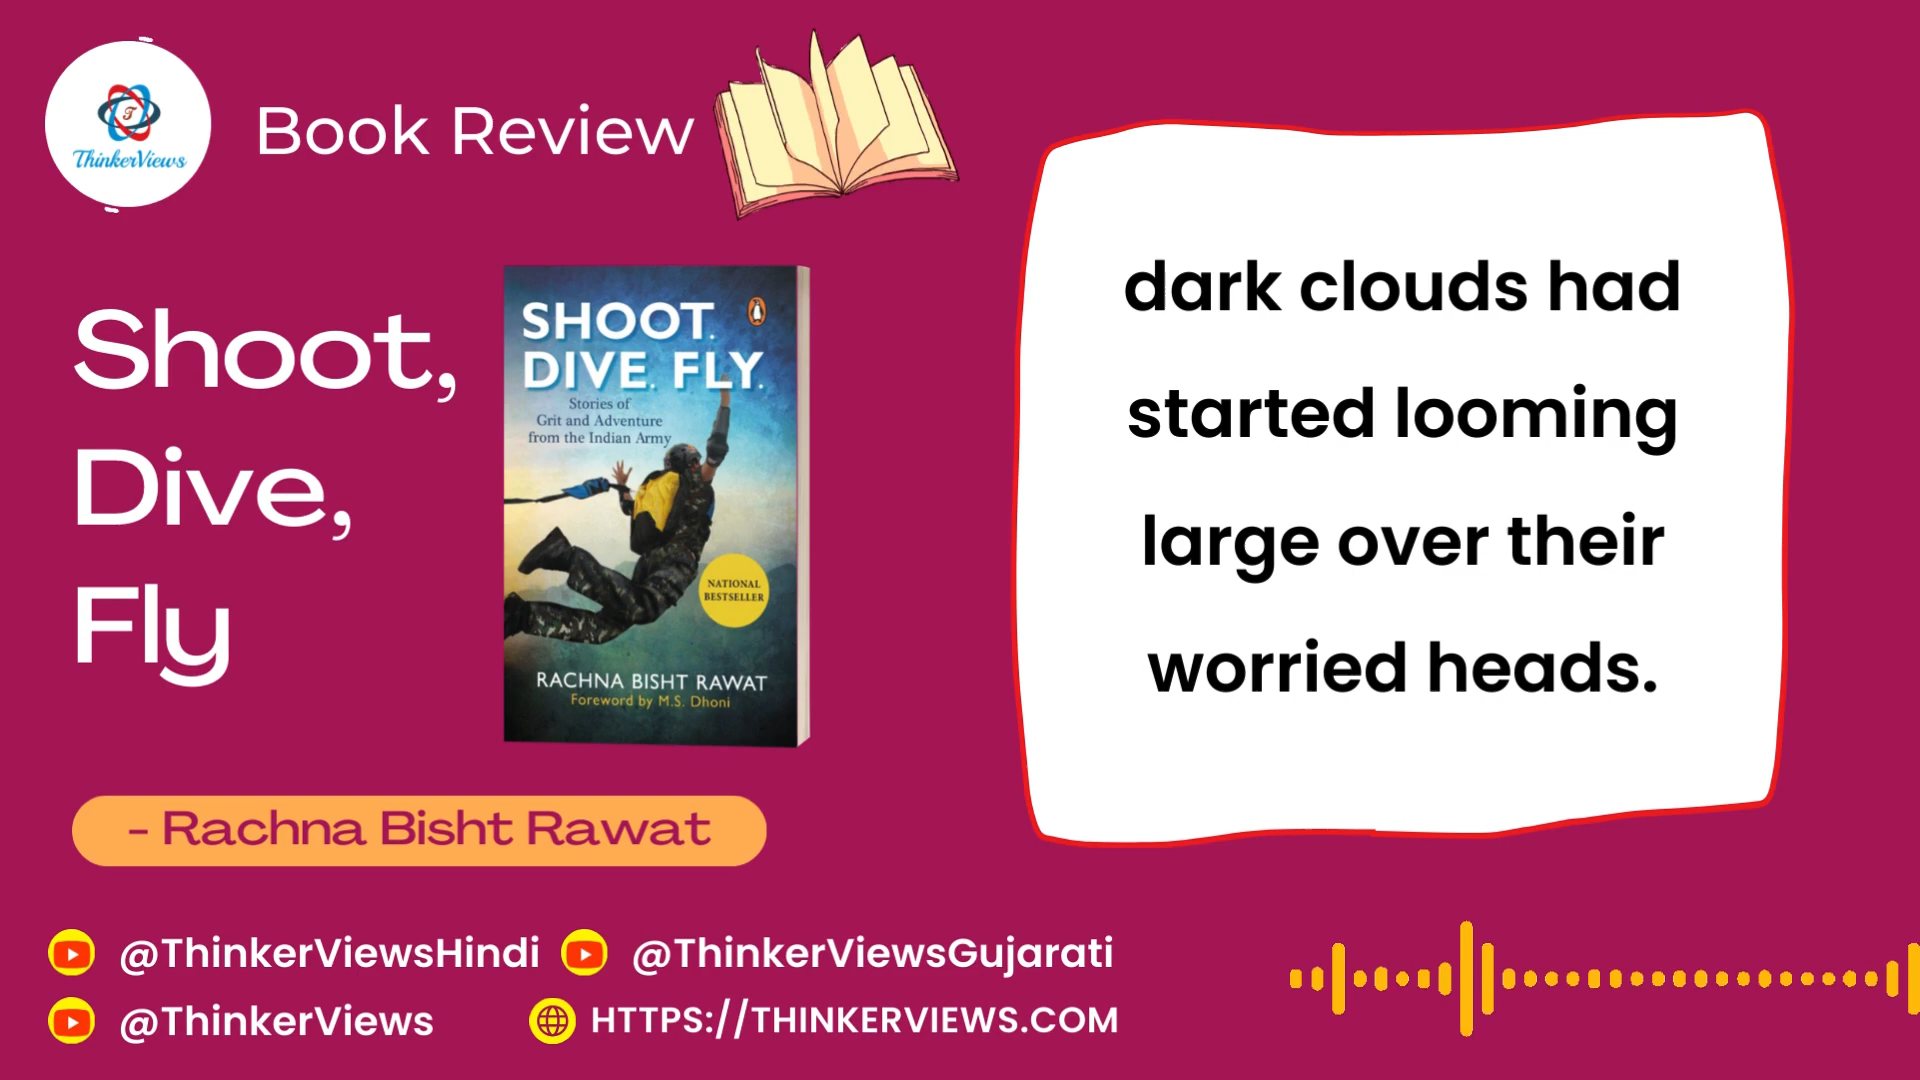 T
ThinkerViews
Book Review
Shoot,
Dive,
Fly
SHOOT.
DIVE. FLY.
Stories of
Grit and Adventure
from the Indian Army
NATIONAL
BESTSELLER
RACHNA BISHT RAWAT
Foreword by M.S. Dhoni
- Rachna Bisht Rawat
dark clouds had
started looming
large over their
worried heads.
@ThinkerViewsHindi
@ThinkerViewsGujarati
@ThinkerViews
HTTPS://THINKERVIEWS.COM